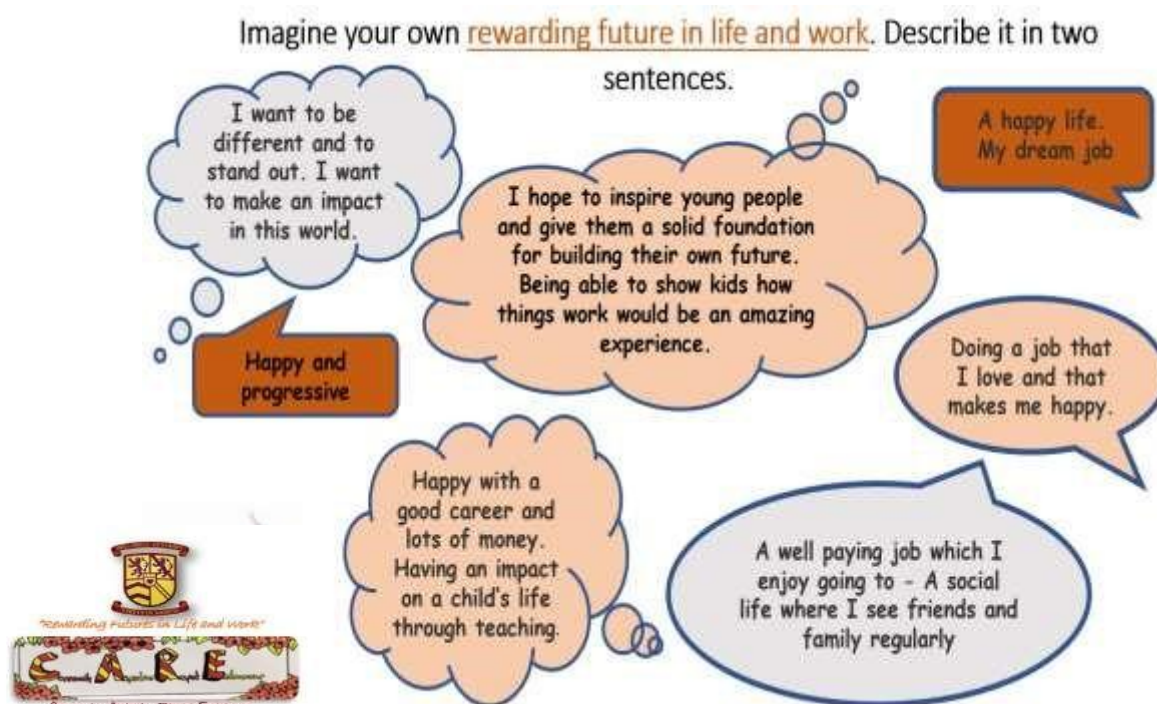 Imagine your own rewarding future in life and work. Describe it in two
sentences.
I want to be
different and to
stand out. I want
to make an impact
in this world.
I hope to inspire young people
and give them a solid foundation
for building their own future.
Being able to show kids how
things work would be an amazing
experience.
A happy life.
My dream job
Happy and
progressive
Doing a job that
I love and that
makes me happy.
Happy with a
good career and
lots of money.
Having an impact
on a child's life
through teaching.
A well paying job which I
enjoy going to - A social
life where I see friends and
family regularly
"Rewarding Futures in Life and Work"
C A R E